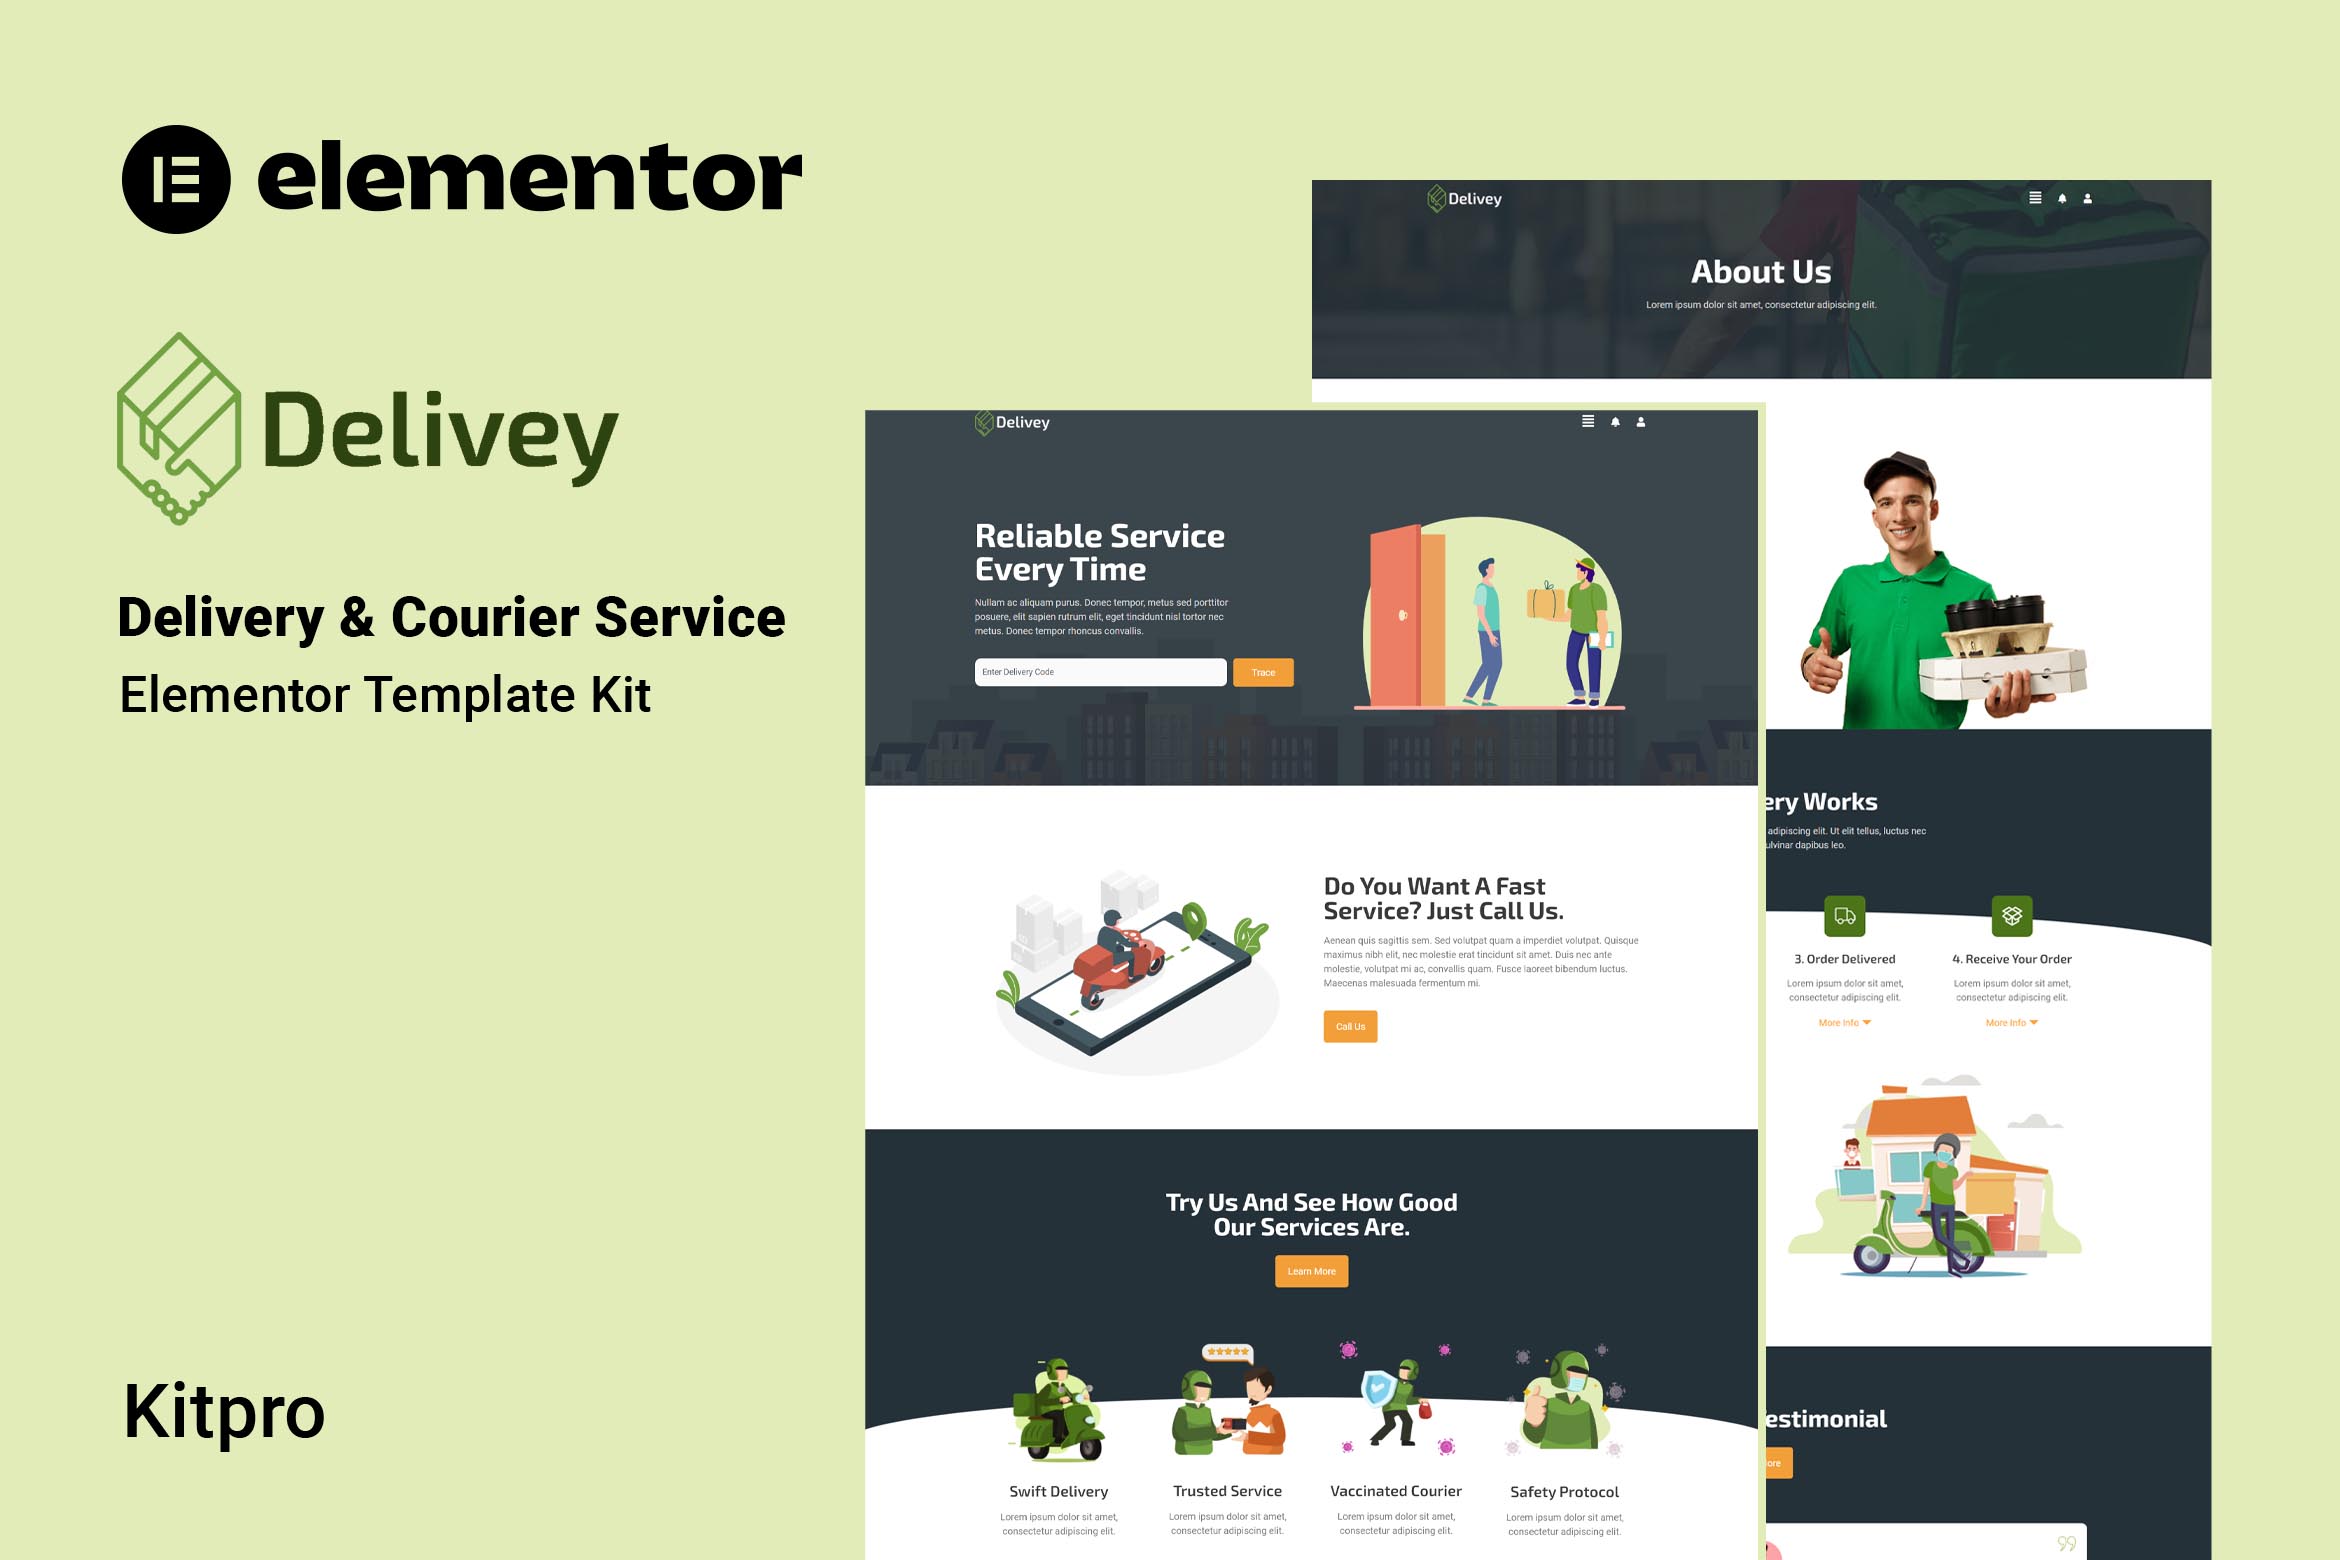 elementor
Delivey
Delivery & Courier Service
Elementor Template Kit
Kitpro
Delivey
About Us
Lorem ipsum dolor sit amet, consectetur adipiscing elit.
Delivey
Reliable Service
Every Time
Nullam ac aliquam purus. Donec tempor, metus sed porttitor
posuere, elit sapien rutrum elit, eget tincidunt nisl tortor nec
metus. Donec tempor rhoncus convallis.
Enter Delivery Code
Trace
Do You Want A Fast
Service? Just Call Us.
Aenean quis sagittis sem. Sed volutpat quam a imperdiet volutpat. Quisque
maximus nibh elit, nec molestie erat tincidunt sit amet. Duis nec ante
molestie, volutpat mi ac, convallis quam. Fusce laoreet bibendum luctus.
Maecenas malesuada fermentum mi.
Call Us
Try Us And See How Good
Our Services Are.
Learn More
Swift Delivery
Lorem ipsum dolor sit amet,
consectetur adipiscing elit.
Trusted Service
Lorem ipsum dolor sit amet,
consectetur adipiscing elit.
Vaccinated Courier
Lorem ipsum dolor sit amet,
consectetur adipiscing elit.
Safety Protocol
Lorem ipsum dolor sit amet,
consectetur adipiscing elit.
ery Works
adipiscing elit. Ut elit tellus, luctus nec
ulvinar dapibus leo.
3. Order Delivered
Lorem ipsum dolor sit amet,
consectetur adipiscing elit.
More Info
4. Receive Your Order
Lorem ipsum dolor sit amet,
consectetur adipiscing elit.
More Info
estimonial
ore